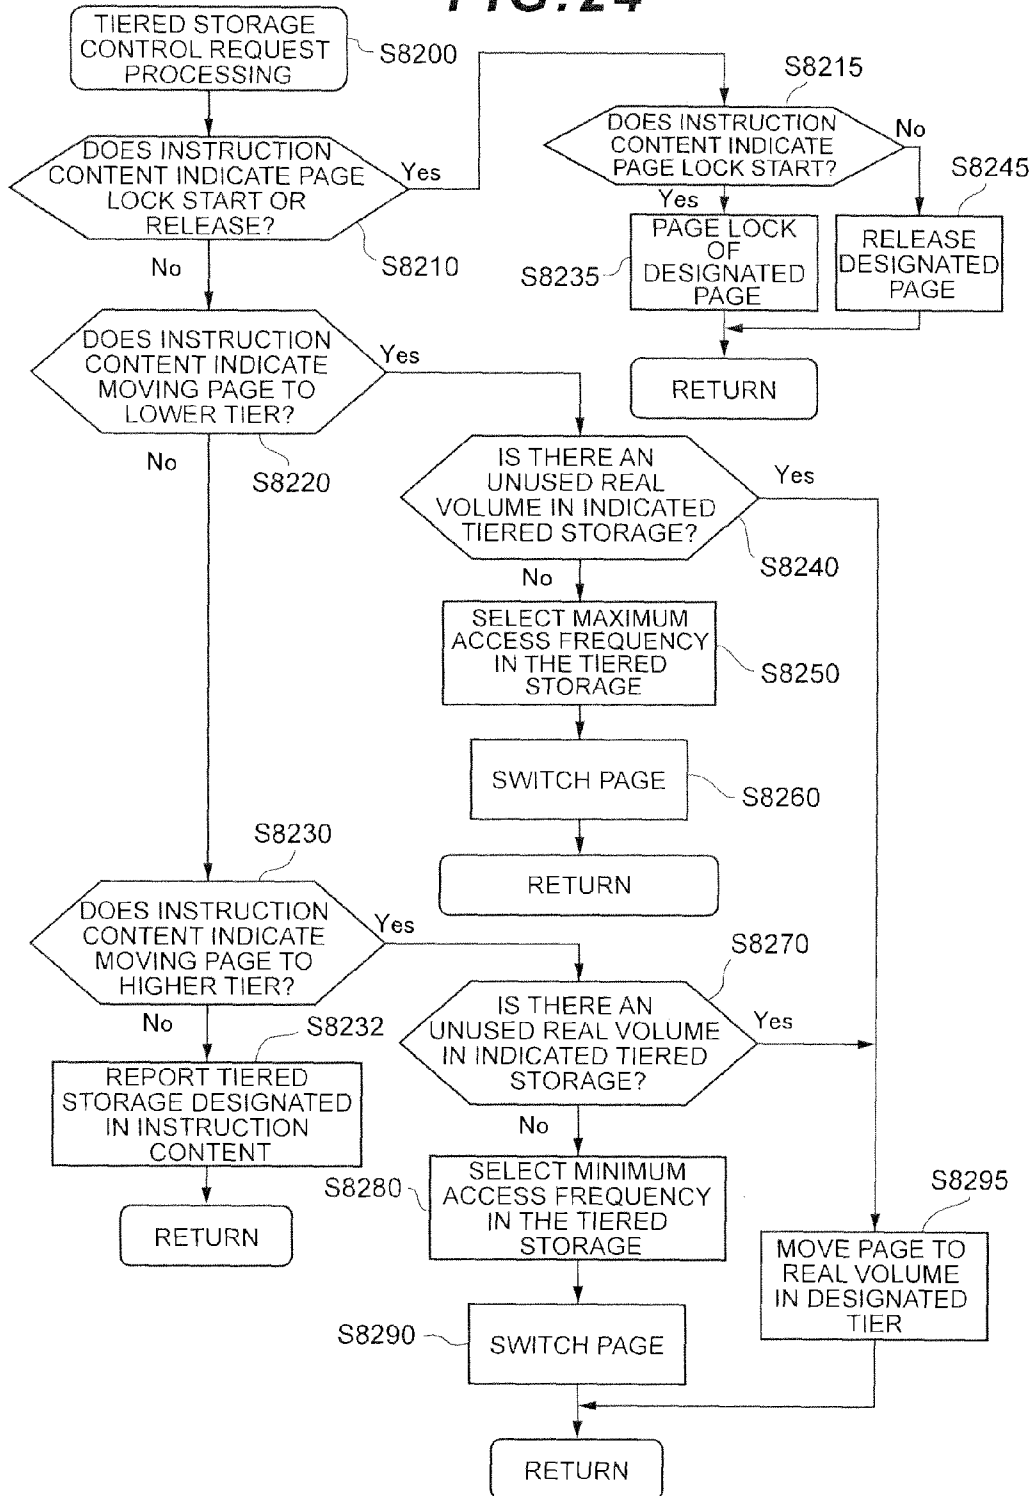 FIG. 24
TIERED STORAGE
CONTROL REQUEST
PROCESSING
S8200
DOES INSTRUCTION
CONTENT INDICATE PAGE
LOCK START OR
RELEASE?
Yes
S8210
No
S8215
DOES INSTRUCTION
CONTENT INDICATE
PAGE LOCK START?
No
S8245
Yes
PAGE LOCK
OF
DESIGNATED
PAGE
S8235
RELEASE
DESIGNATED
PAGE
RETURN
DOES INSTRUCTION
CONTENT INDICATE
MOVING PAGE TO
LOWER TIER?
Yes
No
S8220
IS THERE AN
UNUSED REAL
VOLUME IN INDICATED
TIERED STORAGE?
Yes
S8240
No
SELECT MAXIMUM
ACCESS FREQUENCY
IN THE TIERED
STORAGE
S8250
SWITCH PAGE
S8260
RETURN
S8230
DOES INSTRUCTION
CONTENT INDICATE
MOVING PAGE TO
HIGHER TIER?
Yes
No
S8232
REPORT TIERED
STORAGE DESIGNATED
IN INSTRUCTION
CONTENT
RETURN
S8270
IS THERE AN
UNUSED REAL VOLUME
IN INDICATED TIERED
STORAGE?
Yes
No
S8280
SELECT MINIMUM
ACCESS FREQUENCY
IN THE TIERED
STORAGE
S8295
MOVE PAGE TO
REAL VOLUME
IN DESIGNATED
TIER
S8290
SWITCH PAGE
RETURN